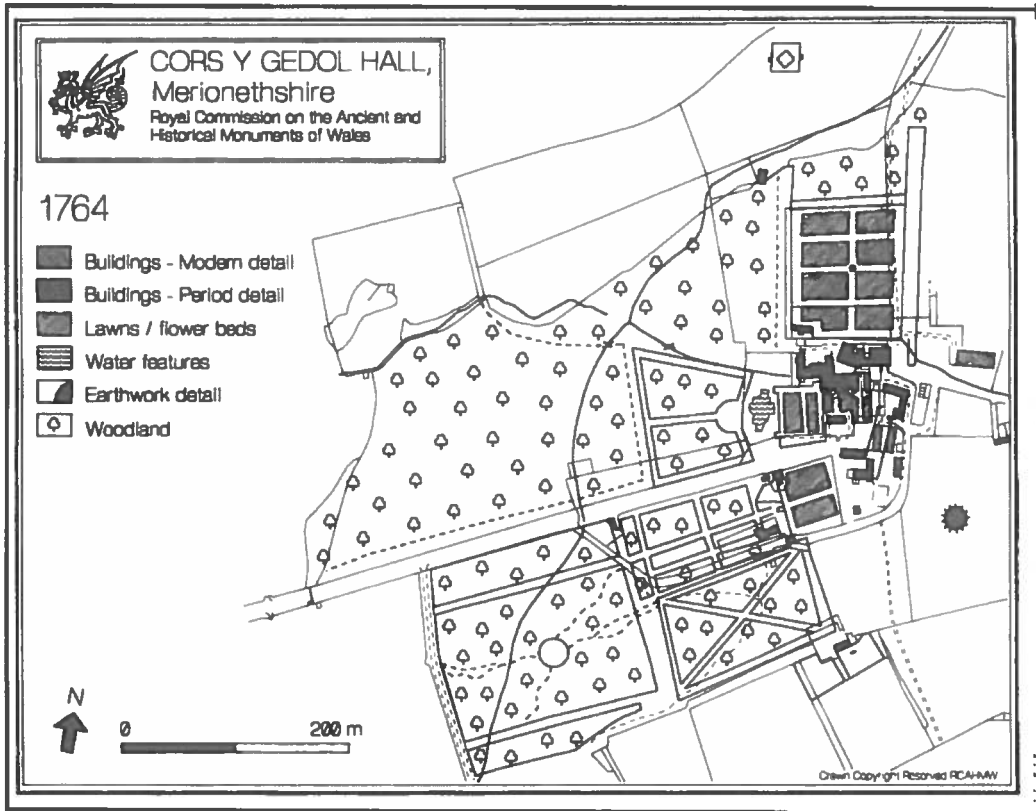 CORS Y GEDOL HALL,
Merionethshire
Royal Commission on the Ancient and
Historical Monuments of Wales
1764
Buildings - Modern detail
Buildings - Period detail
Lawns / flower beds
Water features
Earthwork detail
Woodland
N
0 200 m
Crown Copyright Reserved RCAHMW